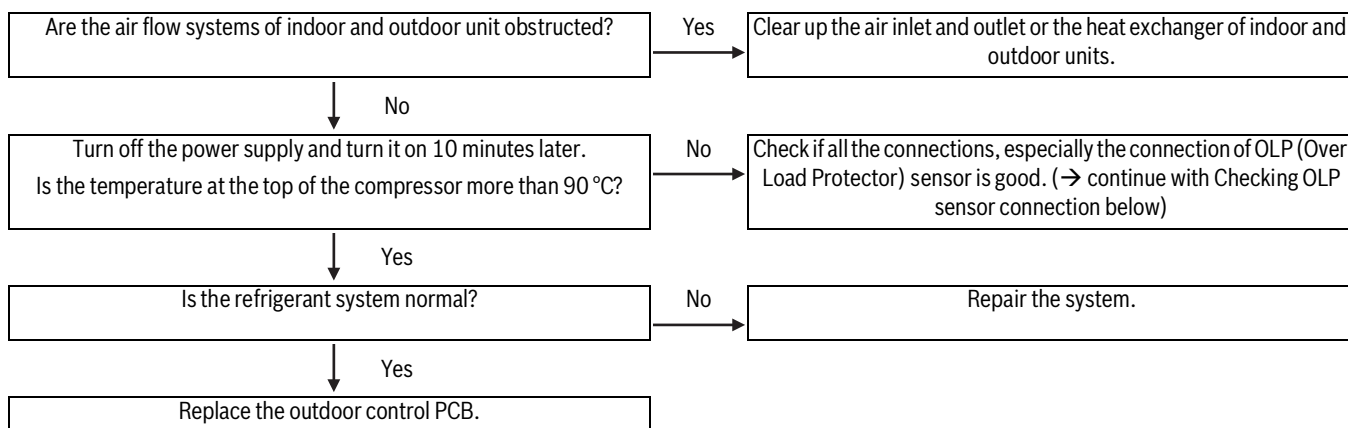 Are the air flow systems of indoor and outdoor unit obstructed?
Yes
Clear up the air inlet and outlet or the heat exchanger of indoor and
outdoor units.
No
Turn off the power supply and turn it on 10 minutes later.
Is the temperature at the top of the compressor more than 90 °C?
No
Check if all the connections, especially the connection of OLP (Over
Load Protector) sensor is good. (→ continue with Checking OLP
sensor connection below)
Yes
Is the refrigerant system normal?
No
Repair the system.
Yes
Replace the outdoor control PCB.